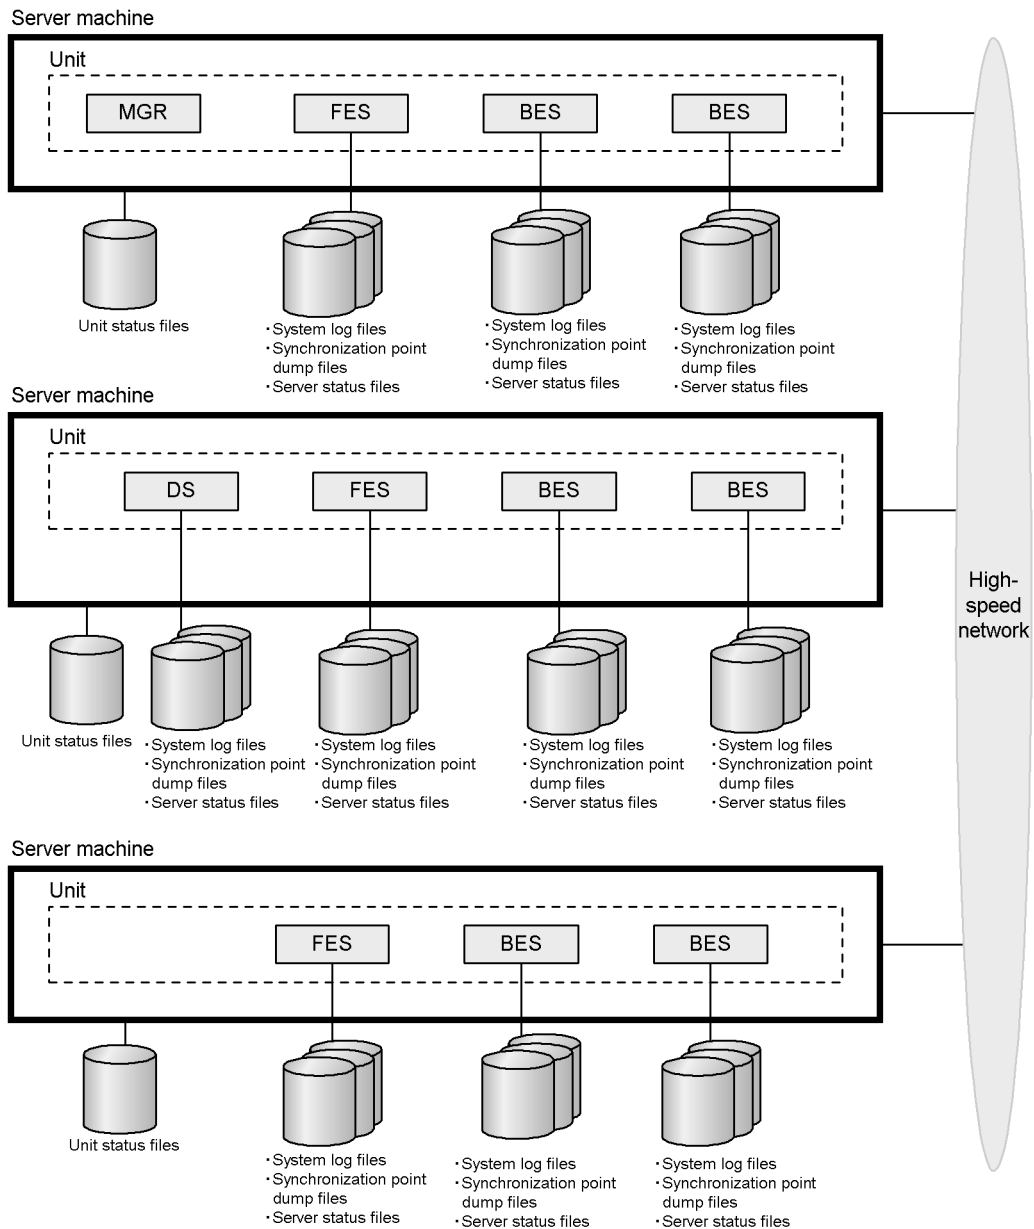 Server machine
Unit
MGR
FES
BES
BES
Unit status files
・System log files
・Synchronization point
dump files
・Server status files
・System log files
・Synchronization point
dump files
・Server status files
・System log files
・Synchronization point
dump files
・Server status files
Server machine
Unit
DS
FES
BES
BES
Unit status files
・System log files
・Synchronization point
dump files
・Server status files
・System log files
・Synchronization point
dump files
・Server status files
・System log files
・Synchronization point
dump files
・Server status files
・System log files
・Synchronization point
dump files
・Server status files
High-
speed
network
Server machine
Unit
FES
BES
BES
Unit status files
・System log files
・Synchronization point
dump files
・Server status files
・System log files
・Synchronization point
dump files
・Server status files
・System log files
・Synchronization point
dump files
・Server status files